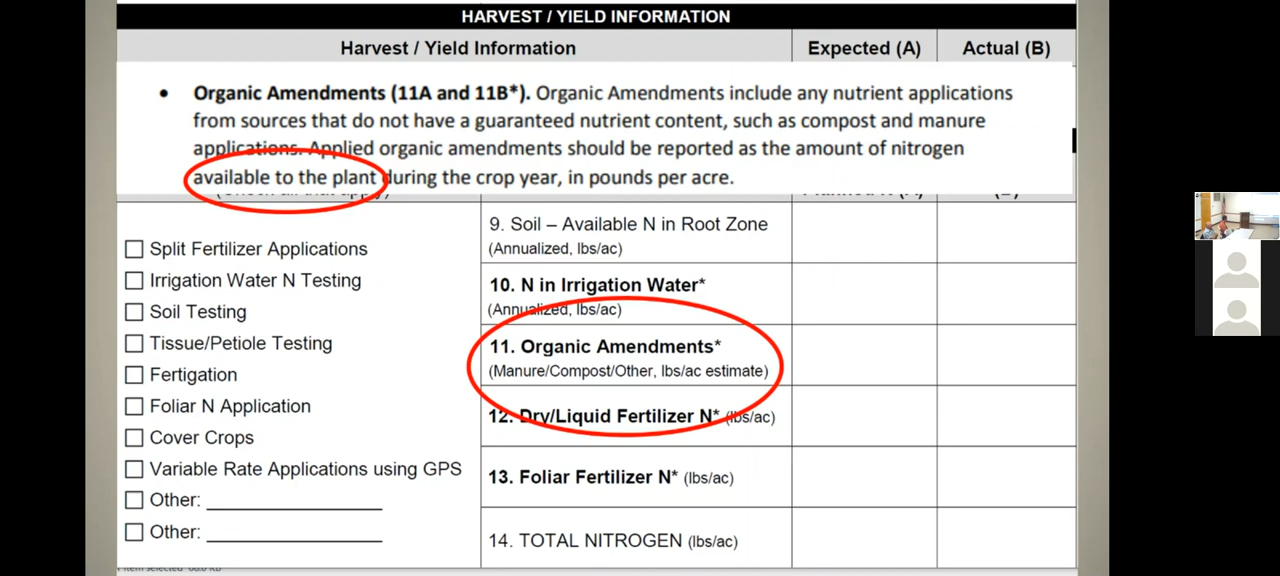 HARVEST / YIELD INFORMATION
Harvest / Yield Information Expected (A) Actual (B)
• Organic Amendments (11A and 11B*). Organic Amendments include any nutrient applications
from sources that do not have a guaranteed nutrient content, such as compost and manure
applications. Applied organic amendments should be reported as the amount of nitrogen
available to the plant during the crop year, in pounds per acre.
☐ Split Fertilizer Applications
☐ Irrigation Water N Testing
☐ Soil Testing
☐ Tissue/Petiole Testing
☐ Fertigation
☐ Foliar N Application
☐ Cover Crops
☐ Variable Rate Applications using GPS
☐ Other: ________________
☐ Other: ________________
9. Soil – Available N in Root Zone
(Annualized, lbs/ac)
10. N in Irrigation Water*
(Annualized, lbs/ac)
11. Organic Amendments*
(Manure/Compost/Other, lbs/ac estimate)
12. Dry/Liquid Fertilizer N* (lbs/ac)
13. Foliar Fertilizer N* (lbs/ac)
14. TOTAL NITROGEN (lbs/ac)